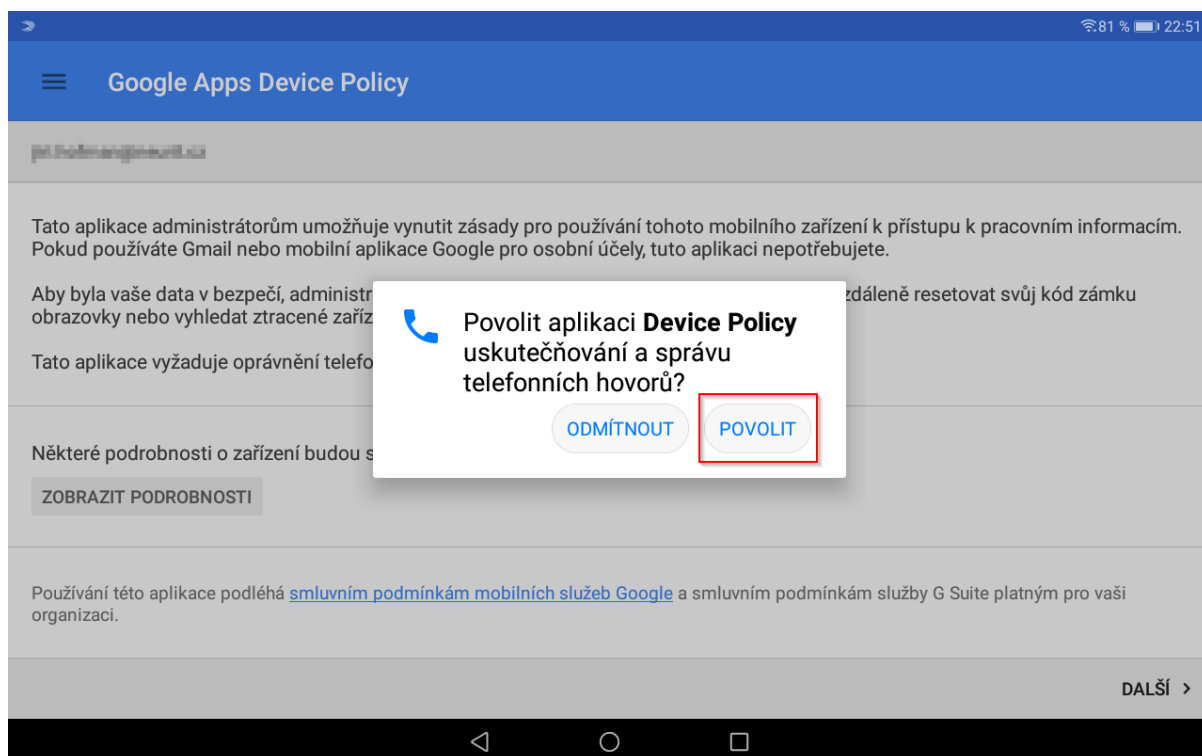 81 % 22:51
Google Apps Device Policy
Tato aplikace administrátorům umožňuje vynutit zásady pro používání tohoto mobilního zařízení k přístupu k pracovním informacím.
Pokud používáte Gmail nebo mobilní aplikace Google pro osobní účely, tuto aplikaci nepotřebujete.
Aby byla vaše data v bezpečí, administr zdáleně resetovat svůj kód zámku
obrazovky nebo vyhledat ztracené zaříz
Tato aplikace vyžaduje oprávnění telefo
Povolit aplikaci Device Policy
uskutečňování a správu
telefonních hovorů?
ODMÍTNOUT POVOLIT
Některé podrobnosti o zařízení budou s
ZOBRAZIT PODROBNOSTI
Používání této aplikace podléhá smluvním podmínkám mobilních služeb Google a smluvním podmínkám služby G Suite platným pro vaši
organizaci.
DALŠÍ >